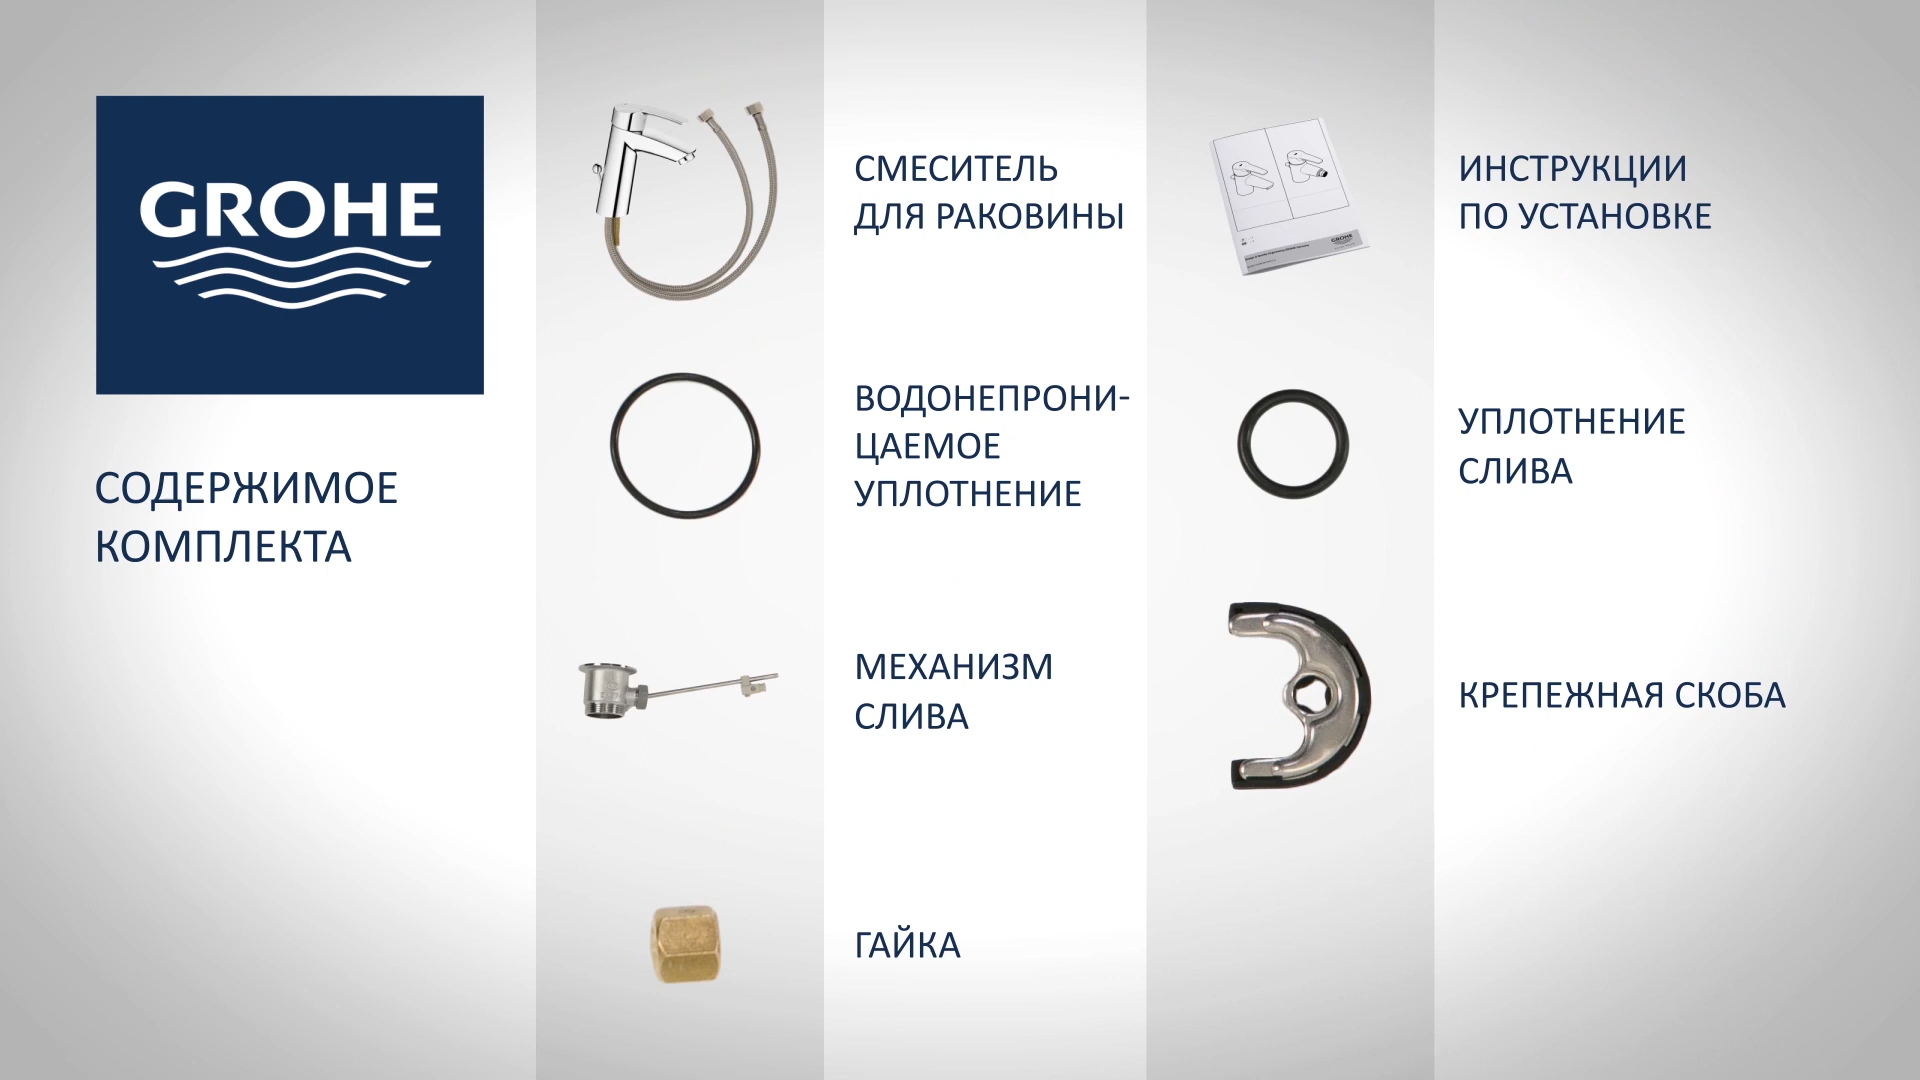 GROHE
СОДЕРЖИМОЕ
КОМПЛЕКТА
СМЕСИТЕЛЬ
ДЛЯ РАКОВИНЫ
ВОДОНЕПРОНИ-
ЦАЕМОЕ
УПЛОТНЕНИЕ
МЕХАНИЗМ
СЛИВА
ГАЙКА
ИНСТРУКЦИИ
ПО УСТАНОВКЕ
GROHE
УПЛОТНЕНИЕ
СЛИВА
КРЕПЕЖНАЯ СКОБА